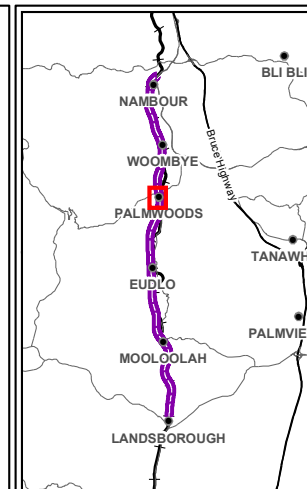 BLI BLI
NAMBOUR
Bruce Highway
WOOMBYE
PALMWOODS
TANAWH
EUDLO
PALMVIE
MOOLOOLAH
LANDSBOROUGH